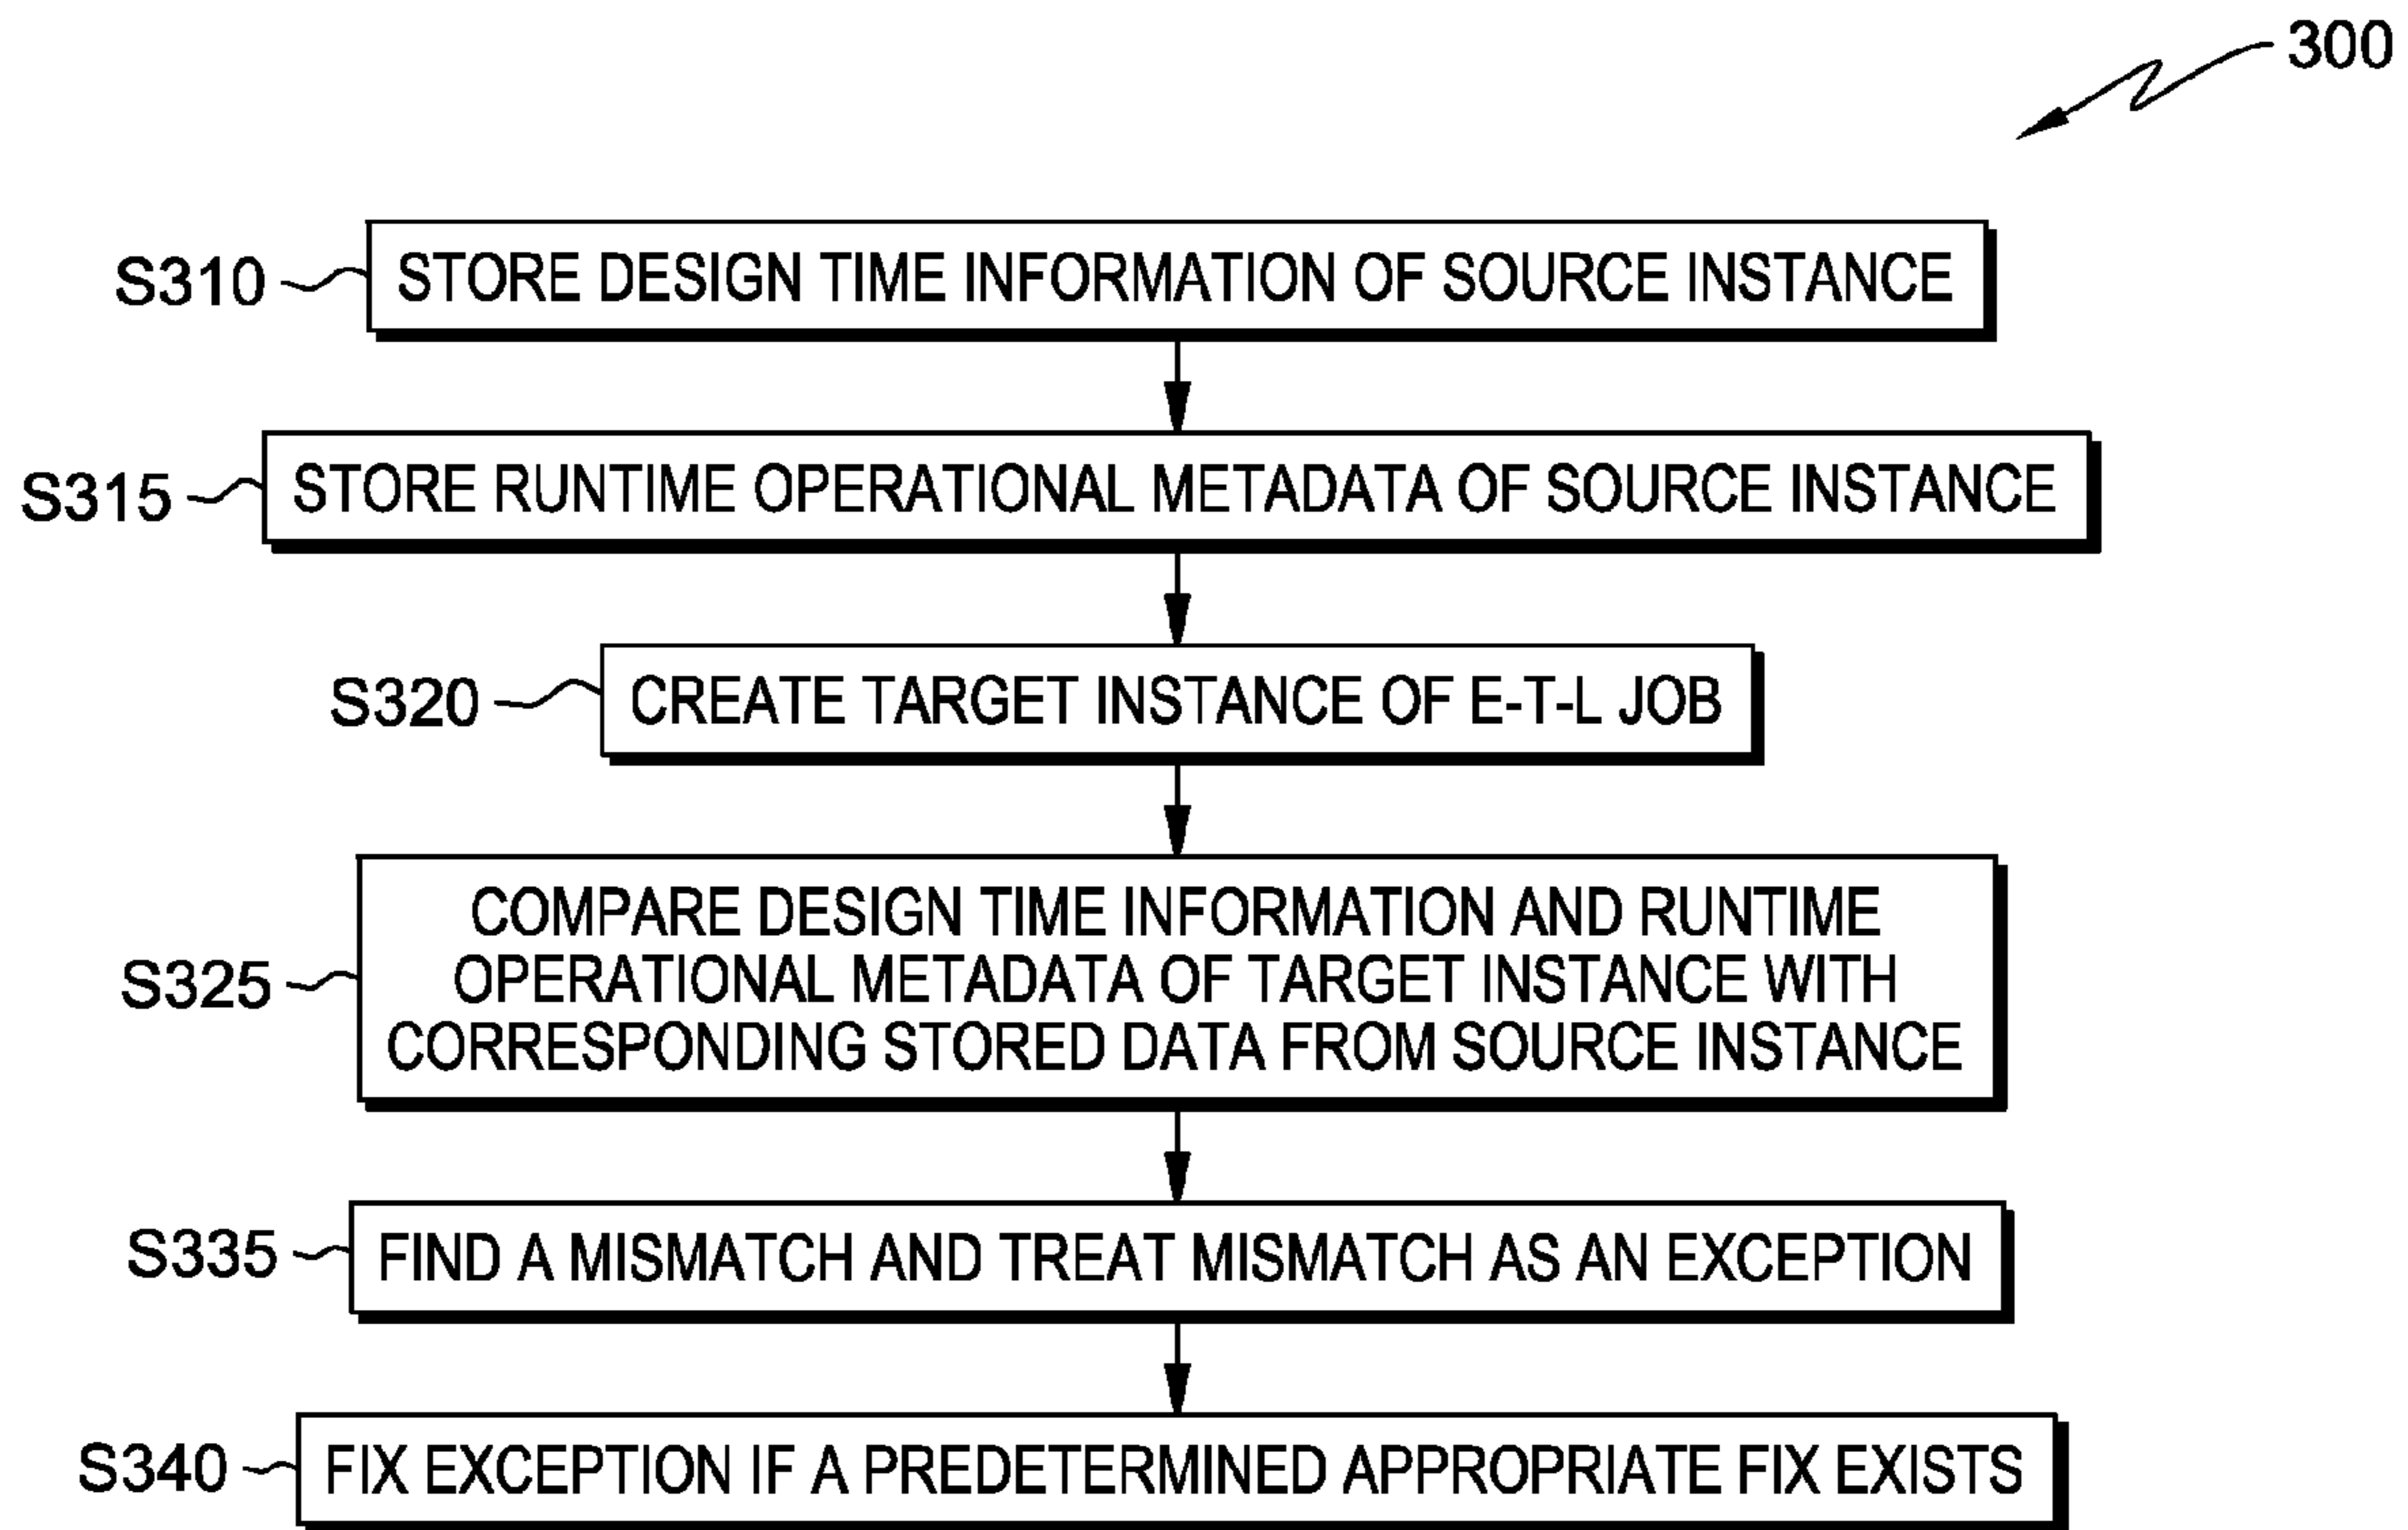 300
S310
STORE DESIGN TIME INFORMATION OF SOURCE INSTANCE
S315
STORE RUNTIME OPERATIONAL METADATA OF SOURCE INSTANCE
S320
CREATE TARGET INSTANCE OF E-T-L JOB
S325
COMPARE DESIGN TIME INFORMATION AND RUNTIME
OPERATIONAL METADATA OF TARGET INSTANCE WITH
CORRESPONDING STORED DATA FROM SOURCE INSTANCE
S335
FIND A MISMATCH AND TREAT MISMATCH AS AN EXCEPTION
S340
FIX EXCEPTION IF A PREDETERMINED APPROPRIATE FIX EXISTS